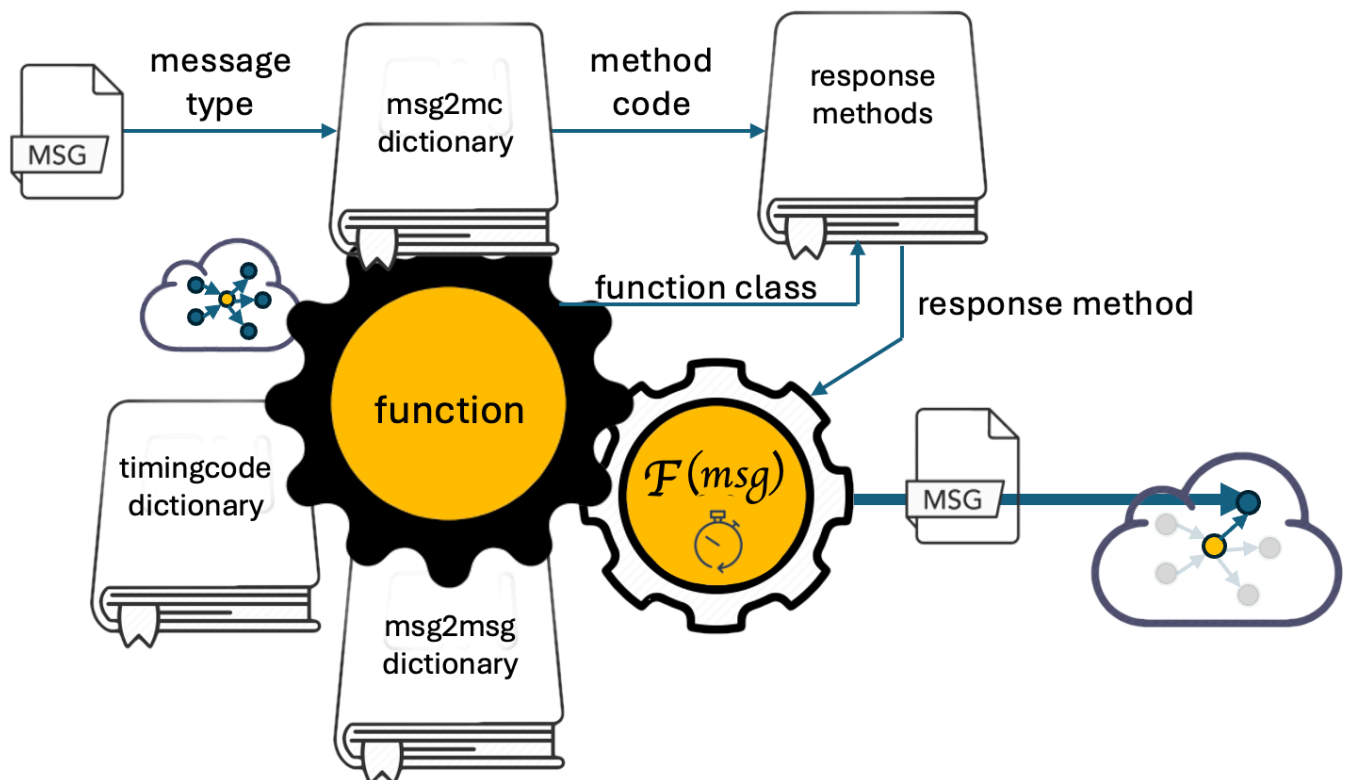 message
type
MSG
msg2mc
dictionary
method
code
response
methods
function class
response method
function
timingcode
dictionary
F(msg)
MSG
msg2msg
dictionary